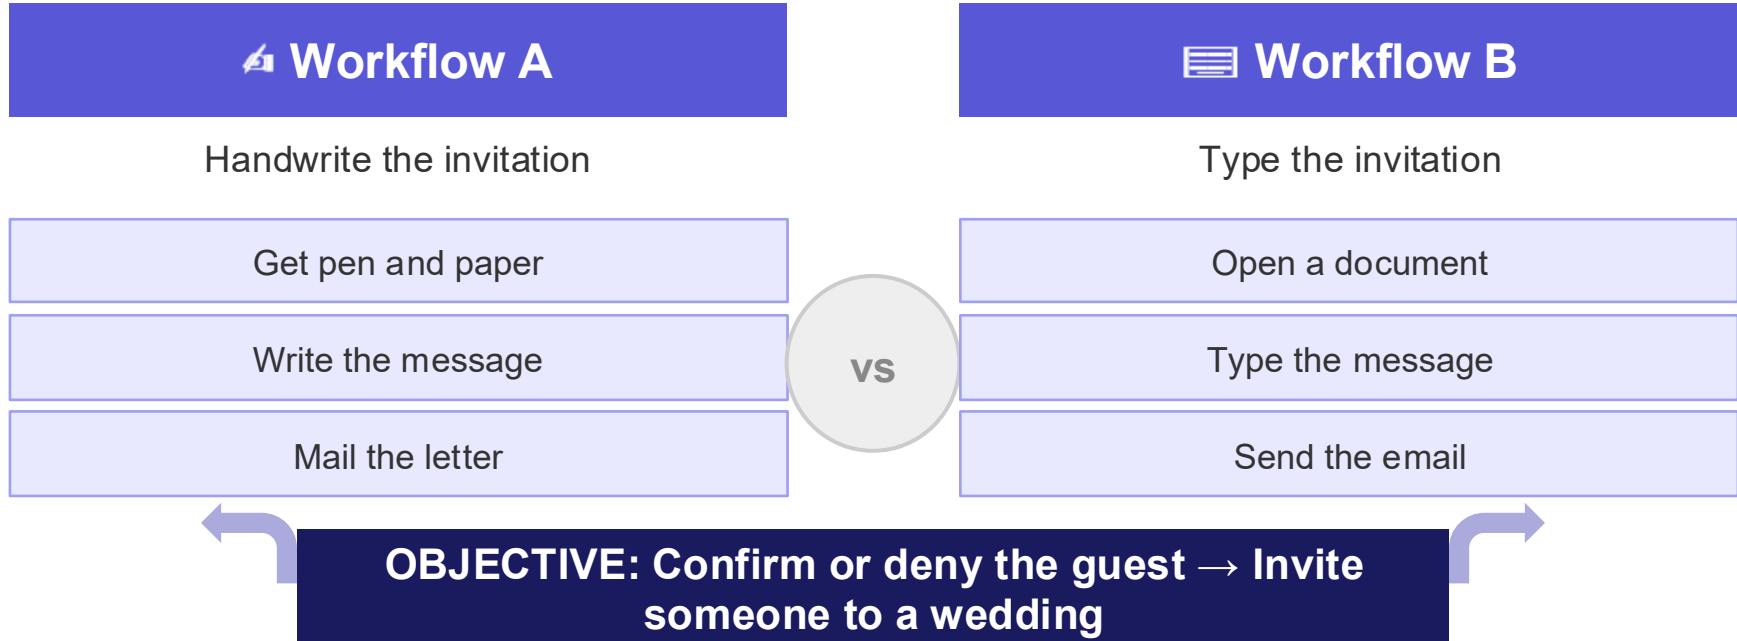 Workflow A
Handwrite the invitation
Get pen and paper
Write the message
Mail the letter
vs
Workflow B
Type the invitation
Open a document
Type the message
Send the email
OBJECTIVE: Confirm or deny the guest → Invite
someone to a wedding